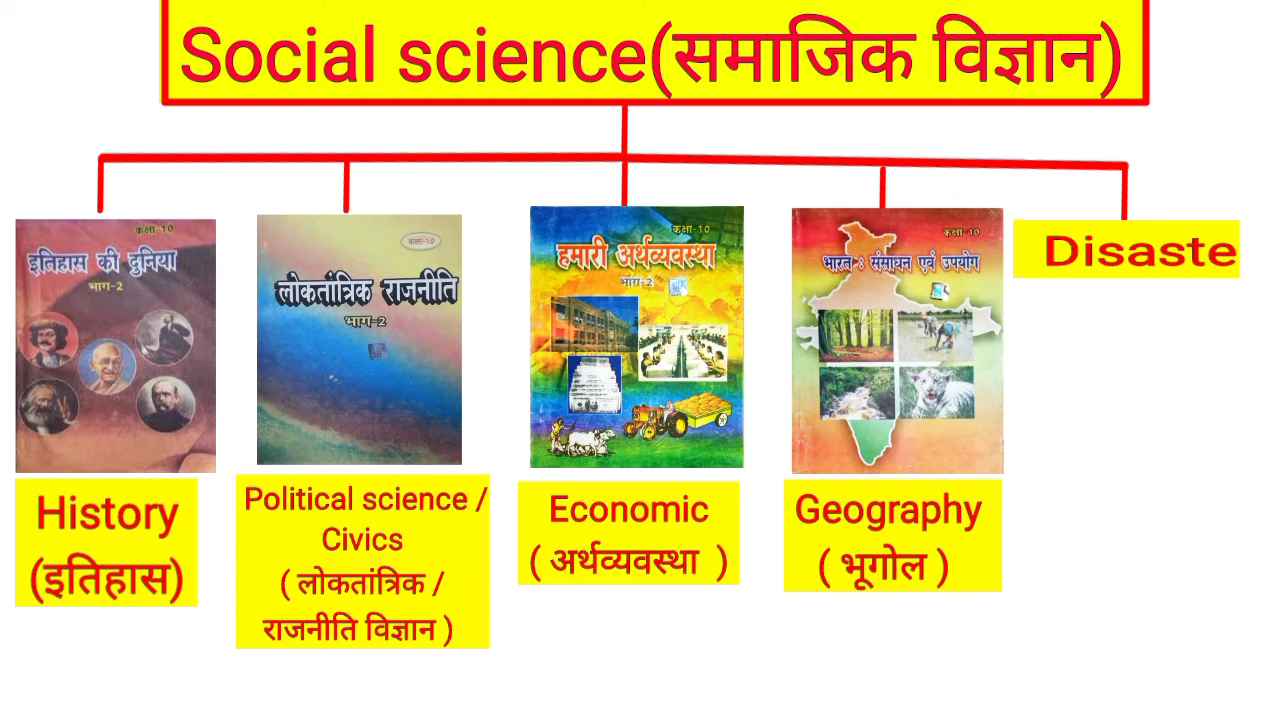 Social science(समाजिक विज्ञान)
कक्षा-10
इतिहास की दुनिया
भाग-2
कक्षा-10
लोकतांत्रिक राजनीति
भाग-2
कक्षा-10
हमारी अर्थव्यवस्था
भाग-2
कक्षा-10
भारत : संसाधन एवं उपयोग
Disaste
History
(इतिहास)
Political science /
Civics
( लोकतांत्रिक /
राजनीति विज्ञान )
Economic
( अर्थव्यवस्था )
Geography
( भूगोल )